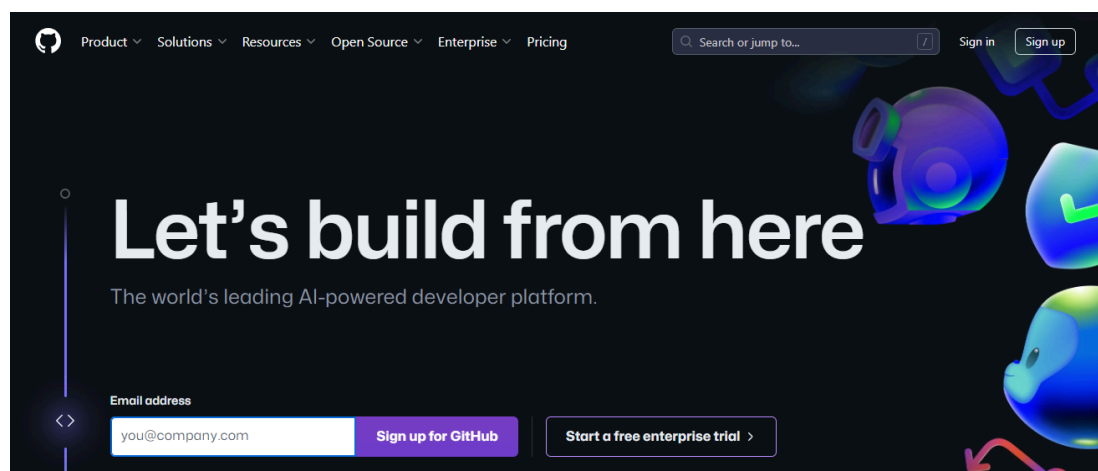 Product Solutions Resources Open Source Enterprise Pricing Search or jump to... / Sign in Sign up
Let's build from here
The world's leading AI-powered developer platform.
Email address
you@company.com Sign up for GitHub Start a free enterprise trial